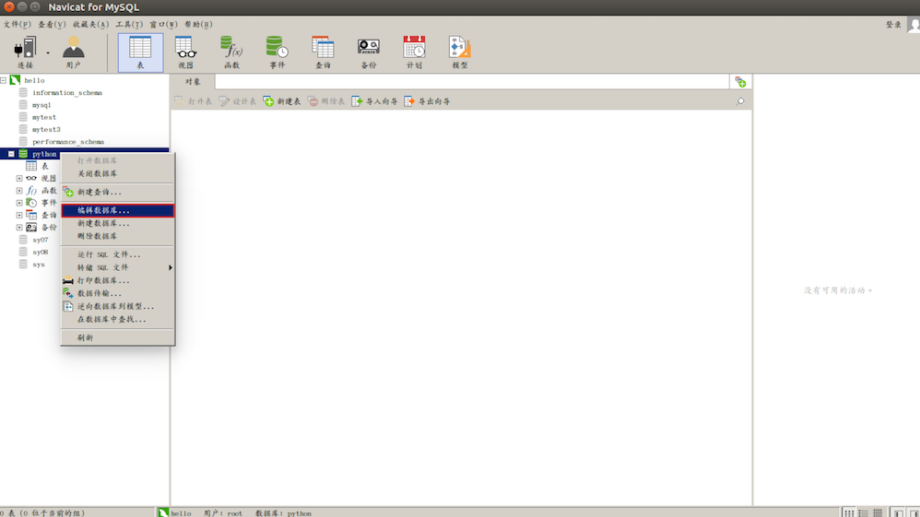 Navicat for MySQL
文件(F) 查看(V) 收藏夹(A) 工具(T) 窗口(W) 帮助(H)
登录
连接 用户 表 视图 函数 事件 查询 备份 计划 模型
hello
information_schema
mysql
mytest
mytest3
performance_schema
python
表
视图
函数
事件
查询
备份
sy07
sy08
sys
对象
打开表 设计表 新建表 删除表 导入向导 导出向导
打开数据库
关闭数据库
新建查询...
编辑数据库...
新建数据库...
删除数据库
运行 SQL 文件...
转储 SQL 文件
打印数据库...
数据传输...
逆向数据库到模型...
在数据库中查找...
刷新
没有可用的活动。
0 表 (0 位于当前的组) hello 用户: root 数据库: python